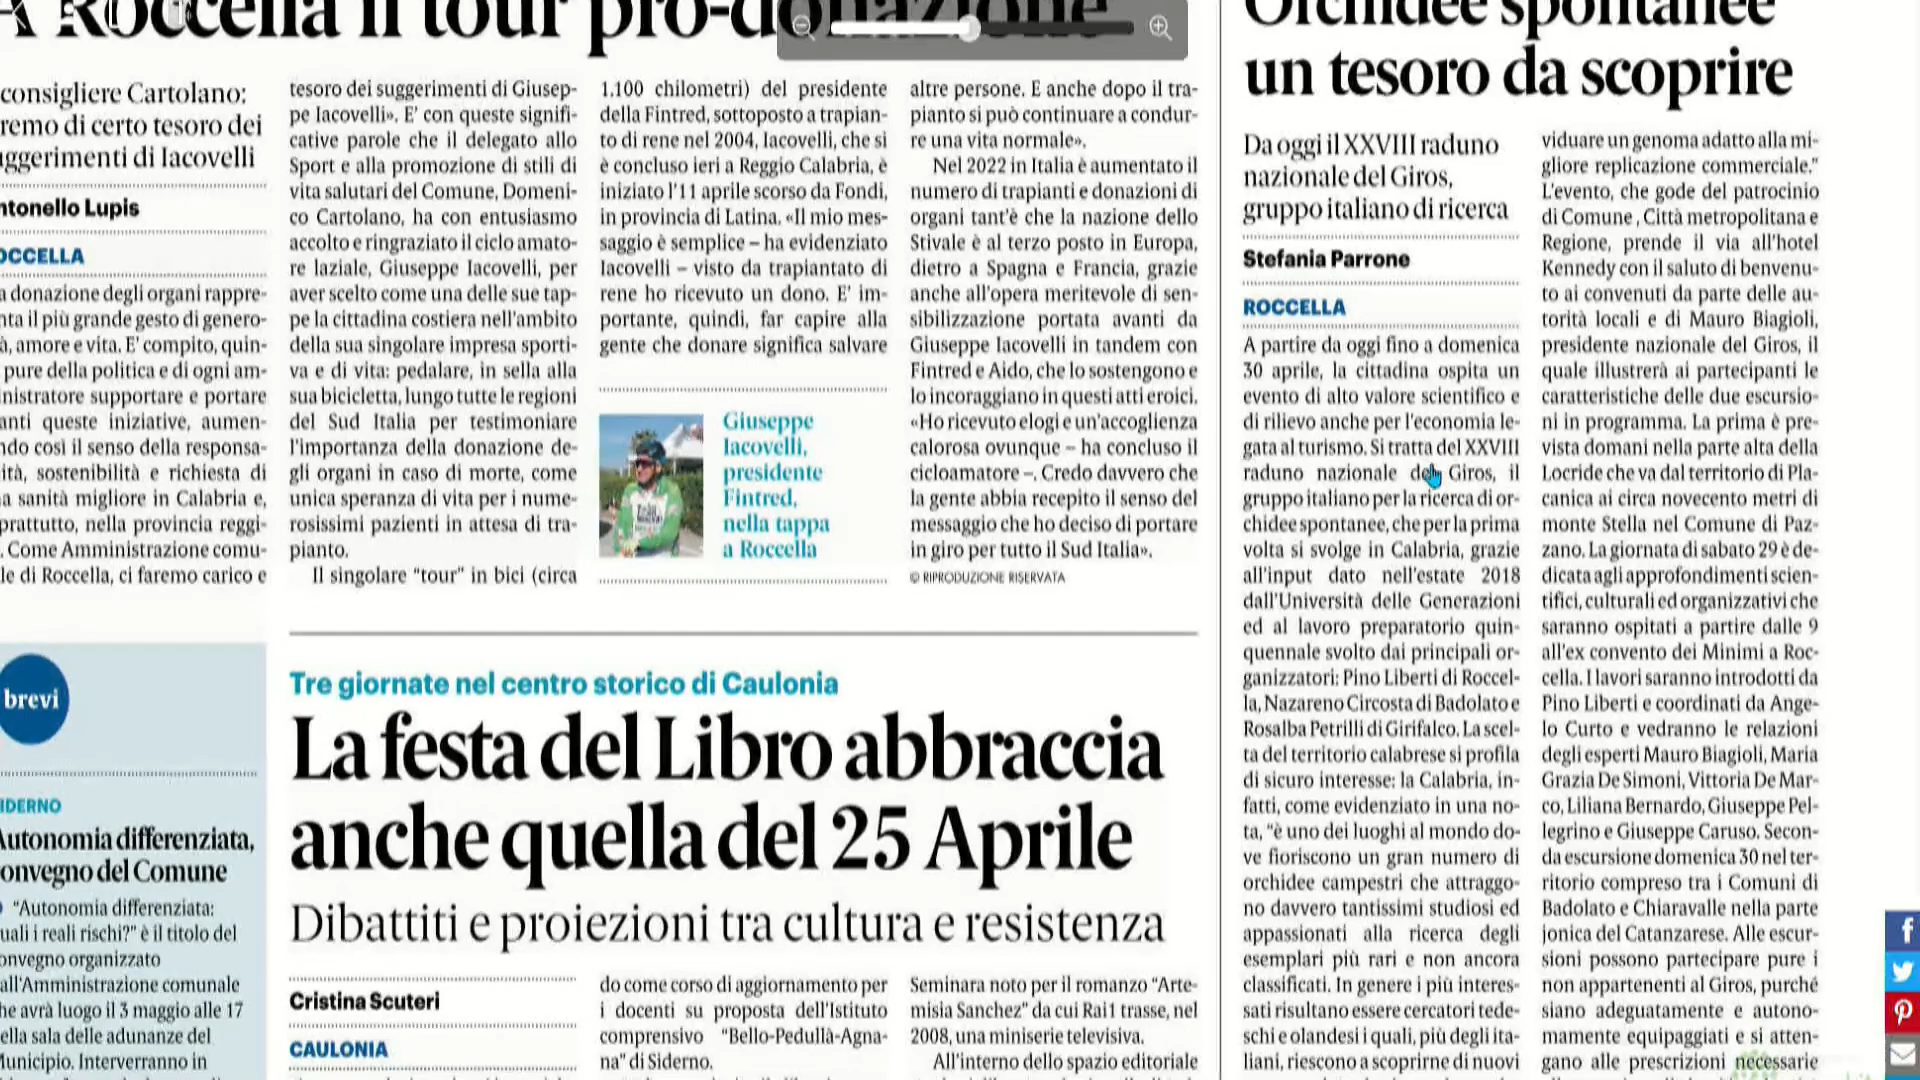 A Roccella il tour pro-donazione
consigliere Cartolano:
remo di certo tesoro dei
uggerimenti di Iacovelli
ntonello Lupis
OCCELLA
a donazione degli organi rappre-
nta il più grande gesto di genero-
à, amore e vita. E' compito, quin-
pure della politica e di ogni am-
inistratore supportare e portare
anti queste iniziative, aumen-
ndo così il senso della responsa-
ità, sostenibilità e richiesta di
a sanità migliore in Calabria e,
prattutto, nella provincia reggi-
. Come Amministrazione comu-
le di Roccella, ci faremo carico e
tesoro dei suggerimenti di Giusep-
pe Iacovelli». E' con queste signifi-
cative parole che il delegato allo
Sport e alla promozione di stili di
vita salutari del Comune, Domeni-
co Cartolano, ha con entusiasmo
accolto e ringraziato il ciclo amato-
re laziale, Giuseppe Iacovelli, per
aver scelto come una delle sue tap-
pe la cittadina costiera nell'ambito
della sua singolare impresa sporti-
va e di vita: pedalare, in sella alla
sua bicicletta, lungo tutte le regioni
del Sud Italia per testimoniare
l'importanza della donazione de-
gli organi in caso di morte, come
unica speranza di vita per i nume-
rosissimi pazienti in attesa di tra-
pianto.
Il singolare "tour" in bici (circa
1.100 chilometri) del presidente
della Fintred, sottoposto a trapian-
to di rene nel 2004, Iacovelli, che si
è concluso ieri a Reggio Calabria, è
iniziato l'11 aprile scorso da Fondi,
in provincia di Latina. «Il mio mes-
saggio è semplice – ha evidenziato
Iacovelli – visto da trapiantato di
rene ho ricevuto un dono. E' im-
portante, quindi, far capire alla
gente che donare significa salvare
Giuseppe
Iacovelli,
presidente
Fintred,
nella tappa
a Roccella
altre persone. E anche dopo il tra-
pianto si può continuare a condur-
re una vita normale».
Nel 2022 in Italia è aumentato il
numero di trapianti e donazioni di
organi tant'è che la nazione dello
Stivale è al terzo posto in Europa,
dietro a Spagna e Francia, grazie
anche all'opera meritevole di sen-
sibilizzazione portata avanti da
Giuseppe Iacovelli in tandem con
Fintred e Aido, che lo sostengono e
lo incoraggiano in questi atti eroici.
«Ho ricevuto elogi e un'accoglienza
calorosa ovunque – ha concluso il
cicloamatore –. Credo davvero che
la gente abbia recepito il senso del
messaggio che ho deciso di portare
in giro per tutto il Sud Italia».
© RIPRODUZIONE RISERVATA
brevi
IDERNO
Autonomia differenziata,
onvegno del Comune
"Autonomia differenziata:
uali i reali rischi?" è il titolo del
onvegno organizzato
all'Amministrazione comunale
he avrà luogo il 3 maggio alle 17
ella sala delle adunanze del
Municipio. Interverranno in
Tre giornate nel centro storico di Caulonia
La festa del Libro abbraccia
anche quella del 25 Aprile
Dibattiti e proiezioni tra cultura e resistenza
Cristina Scuteri
CAULONIA
do come corso di aggiornamento per
i docenti su proposta dell'Istituto
comprensivo "Bello-Pedullà-Agna-
na" di Siderno.
Seminara noto per il romanzo "Arte-
misia Sanchez" da cui Rai1 trasse, nel
2008, una miniserie televisiva.
All'interno dello spazio editoriale
Orchidee spontanee
un tesoro da scoprire
Da oggi il XXVIII raduno
nazionale del Giros,
gruppo italiano di ricerca
Stefania Parrone
ROCCELLA
A partire da oggi fino a domenica
30 aprile, la cittadina ospita un
evento di alto valore scientifico e
di rilievo anche per l'economia le-
gata al turismo. Si tratta del XXVIII
raduno nazionale del Giros, il
gruppo italiano per la ricerca di or-
chidee spontanee, che per la prima
volta si svolge in Calabria, grazie
all'input dato nell'estate 2018
dall'Università delle Generazioni
ed al lavoro preparatorio quin-
quennale svolto dai principali or-
ganizzatori: Pino Liberti di Roccel-
la, Nazareno Circosta di Badolato e
Rosalba Petrilli di Girifalco. La scel-
ta del territorio calabrese si profila
di sicuro interesse: la Calabria, in-
fatti, come evidenziato in una no-
ta, "è uno dei luoghi al mondo do-
ve fioriscono un gran numero di
orchidee campestri che attraggo-
no davvero tantissimi studiosi ed
appassionati alla ricerca degli
esemplari più rari e non ancora
classificati. In genere i più interes-
sati risultano essere cercatori tede-
schi e olandesi i quali, più degli ita-
liani, riescono a scoprirne di nuovi
viduare un genoma adatto alla mi-
gliore replicazione commerciale."
L'evento, che gode del patrocinio
di Comune , Città metropolitana e
Regione, prende il via all'hotel
Kennedy con il saluto di benvenu-
to ai convenuti da parte delle au-
torità locali e di Mauro Biagioli,
presidente nazionale del Giros, il
quale illustrerà ai partecipanti le
caratteristiche delle due escursio-
ni in programma. La prima è pre-
vista domani nella parte alta della
Locride che va dal territorio di Pla-
canica ai circa novecento metri di
monte Stella nel Comune di Paz-
zano. La giornata di sabato 29 è de-
dicata agli approfondimenti scien-
tifici, culturali ed organizzativi che
saranno ospitati a partire dalle 9
all'ex convento dei Minimi a Roc-
cella. I lavori saranno introdotti da
Pino Liberti e coordinati da Ange-
lo Curto e vedranno le relazioni
degli esperti Mauro Biagioli, Maria
Grazia De Simoni, Vittoria De Mar-
co, Liliana Bernardo, Giuseppe Pel-
legrino e Giuseppe Caruso. Secon-
da escursione domenica 30 nel ter-
ritorio compreso tra i Comuni di
Badolato e Chiaravalle nella parte
jonica del Catanzarese. Alle escur-
sioni possono partecipare pure i
non appartenenti al Giros, purché
siano adeguatamente e autono-
mamente equipaggiati e si atten-
gano alle prescrizioni necessarie